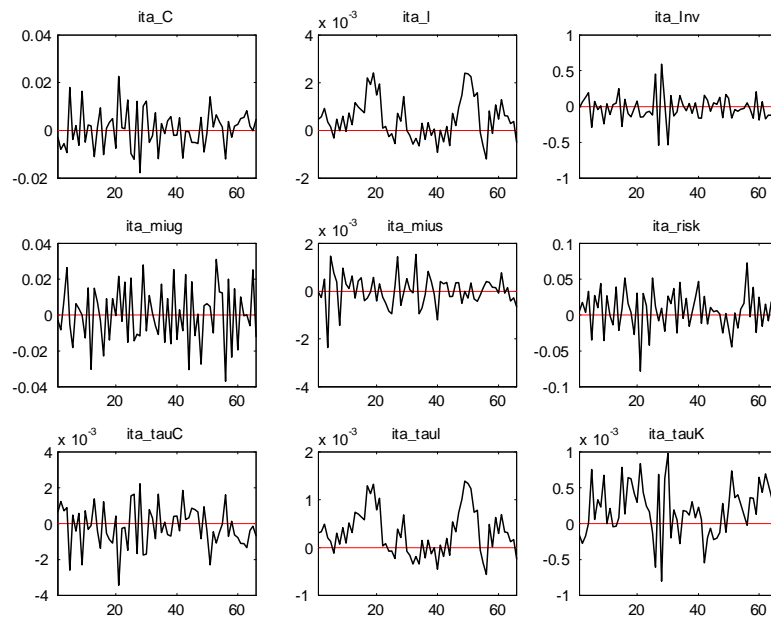 ita_C
0.04
0.02
0
-0.02
20 40 60
ita_l
x 10^-3
4
2
0
-2
20 40 60
ita_Inv
1
0.5
0
-0.5
-1
20 40 60
ita_miug
0.04
0.02
0
-0.02
-0.04
20 40 60
ita_mius
x 10^-3
2
0
-2
-4
20 40 60
ita_risk
0.1
0.05
0
-0.05
-0.1
20 40 60
ita_tauC
x 10^-3
4
2
0
-2
-4
20 40 60
ita_taul
x 10^-3
2
1
0
-1
20 40 60
ita_tauK
x 10^-3
1
0.5
0
-0.5
-1
20 40 60